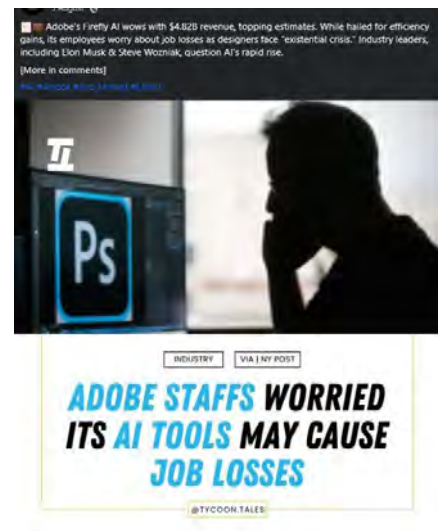 Adobe's Firefly AI wows with $4.82B revenue, topping estimates. While hailed for efficiency
gains, its employees worry about job losses as designers face "existential crisis." Industry leaders,
including Elon Musk & Steve Wozniak, question AI's rapid rise.
[More in comments]
Ps
INDUSTRY
VIA | NY POST
ADOBE STAFFS WORRIED
ITS AI TOOLS MAY CAUSE
JOB LOSSES
@TYCOON.TALES